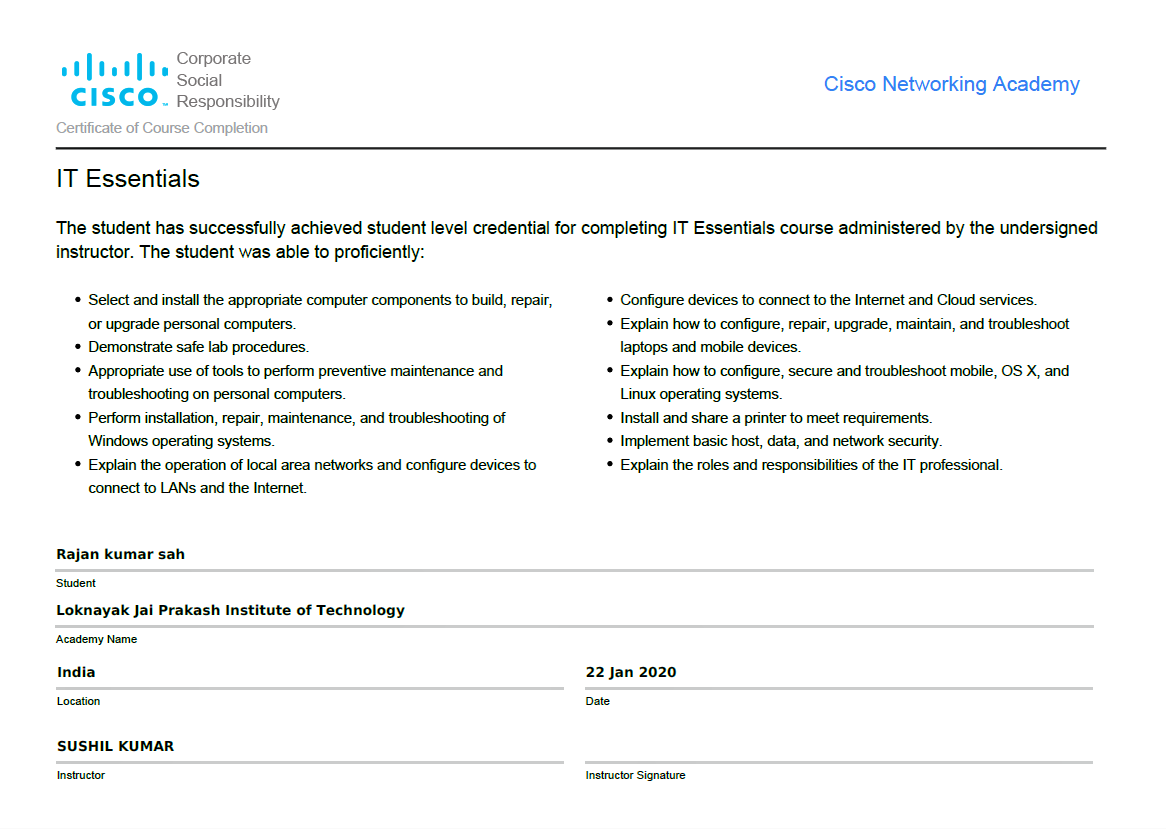 Corporate
Social
Responsibility
CISCO™
Cisco Networking Academy
Certificate of Course Completion
IT Essentials
The student has successfully achieved student level credential for completing IT Essentials course administered by the undersigned
instructor. The student was able to proficiently:
• Select and install the appropriate computer components to build, repair,
or upgrade personal computers.
• Demonstrate safe lab procedures.
• Appropriate use of tools to perform preventive maintenance and
troubleshooting on personal computers.
• Perform installation, repair, maintenance, and troubleshooting of
Windows operating systems.
• Explain the operation of local area networks and configure devices to
connect to LANs and the Internet.
• Configure devices to connect to the Internet and Cloud services.
• Explain how to configure, repair, upgrade, maintain, and troubleshoot
laptops and mobile devices.
• Explain how to configure, secure and troubleshoot mobile, OS X, and
Linux operating systems.
• Install and share a printer to meet requirements.
• Implement basic host, data, and network security.
• Explain the roles and responsibilities of the IT professional.
Rajan kumar sah
Student
Loknayak Jai Prakash Institute of Technology
Academy Name
India
Location
22 Jan 2020
Date
SUSHIL KUMAR
Instructor
Instructor Signature